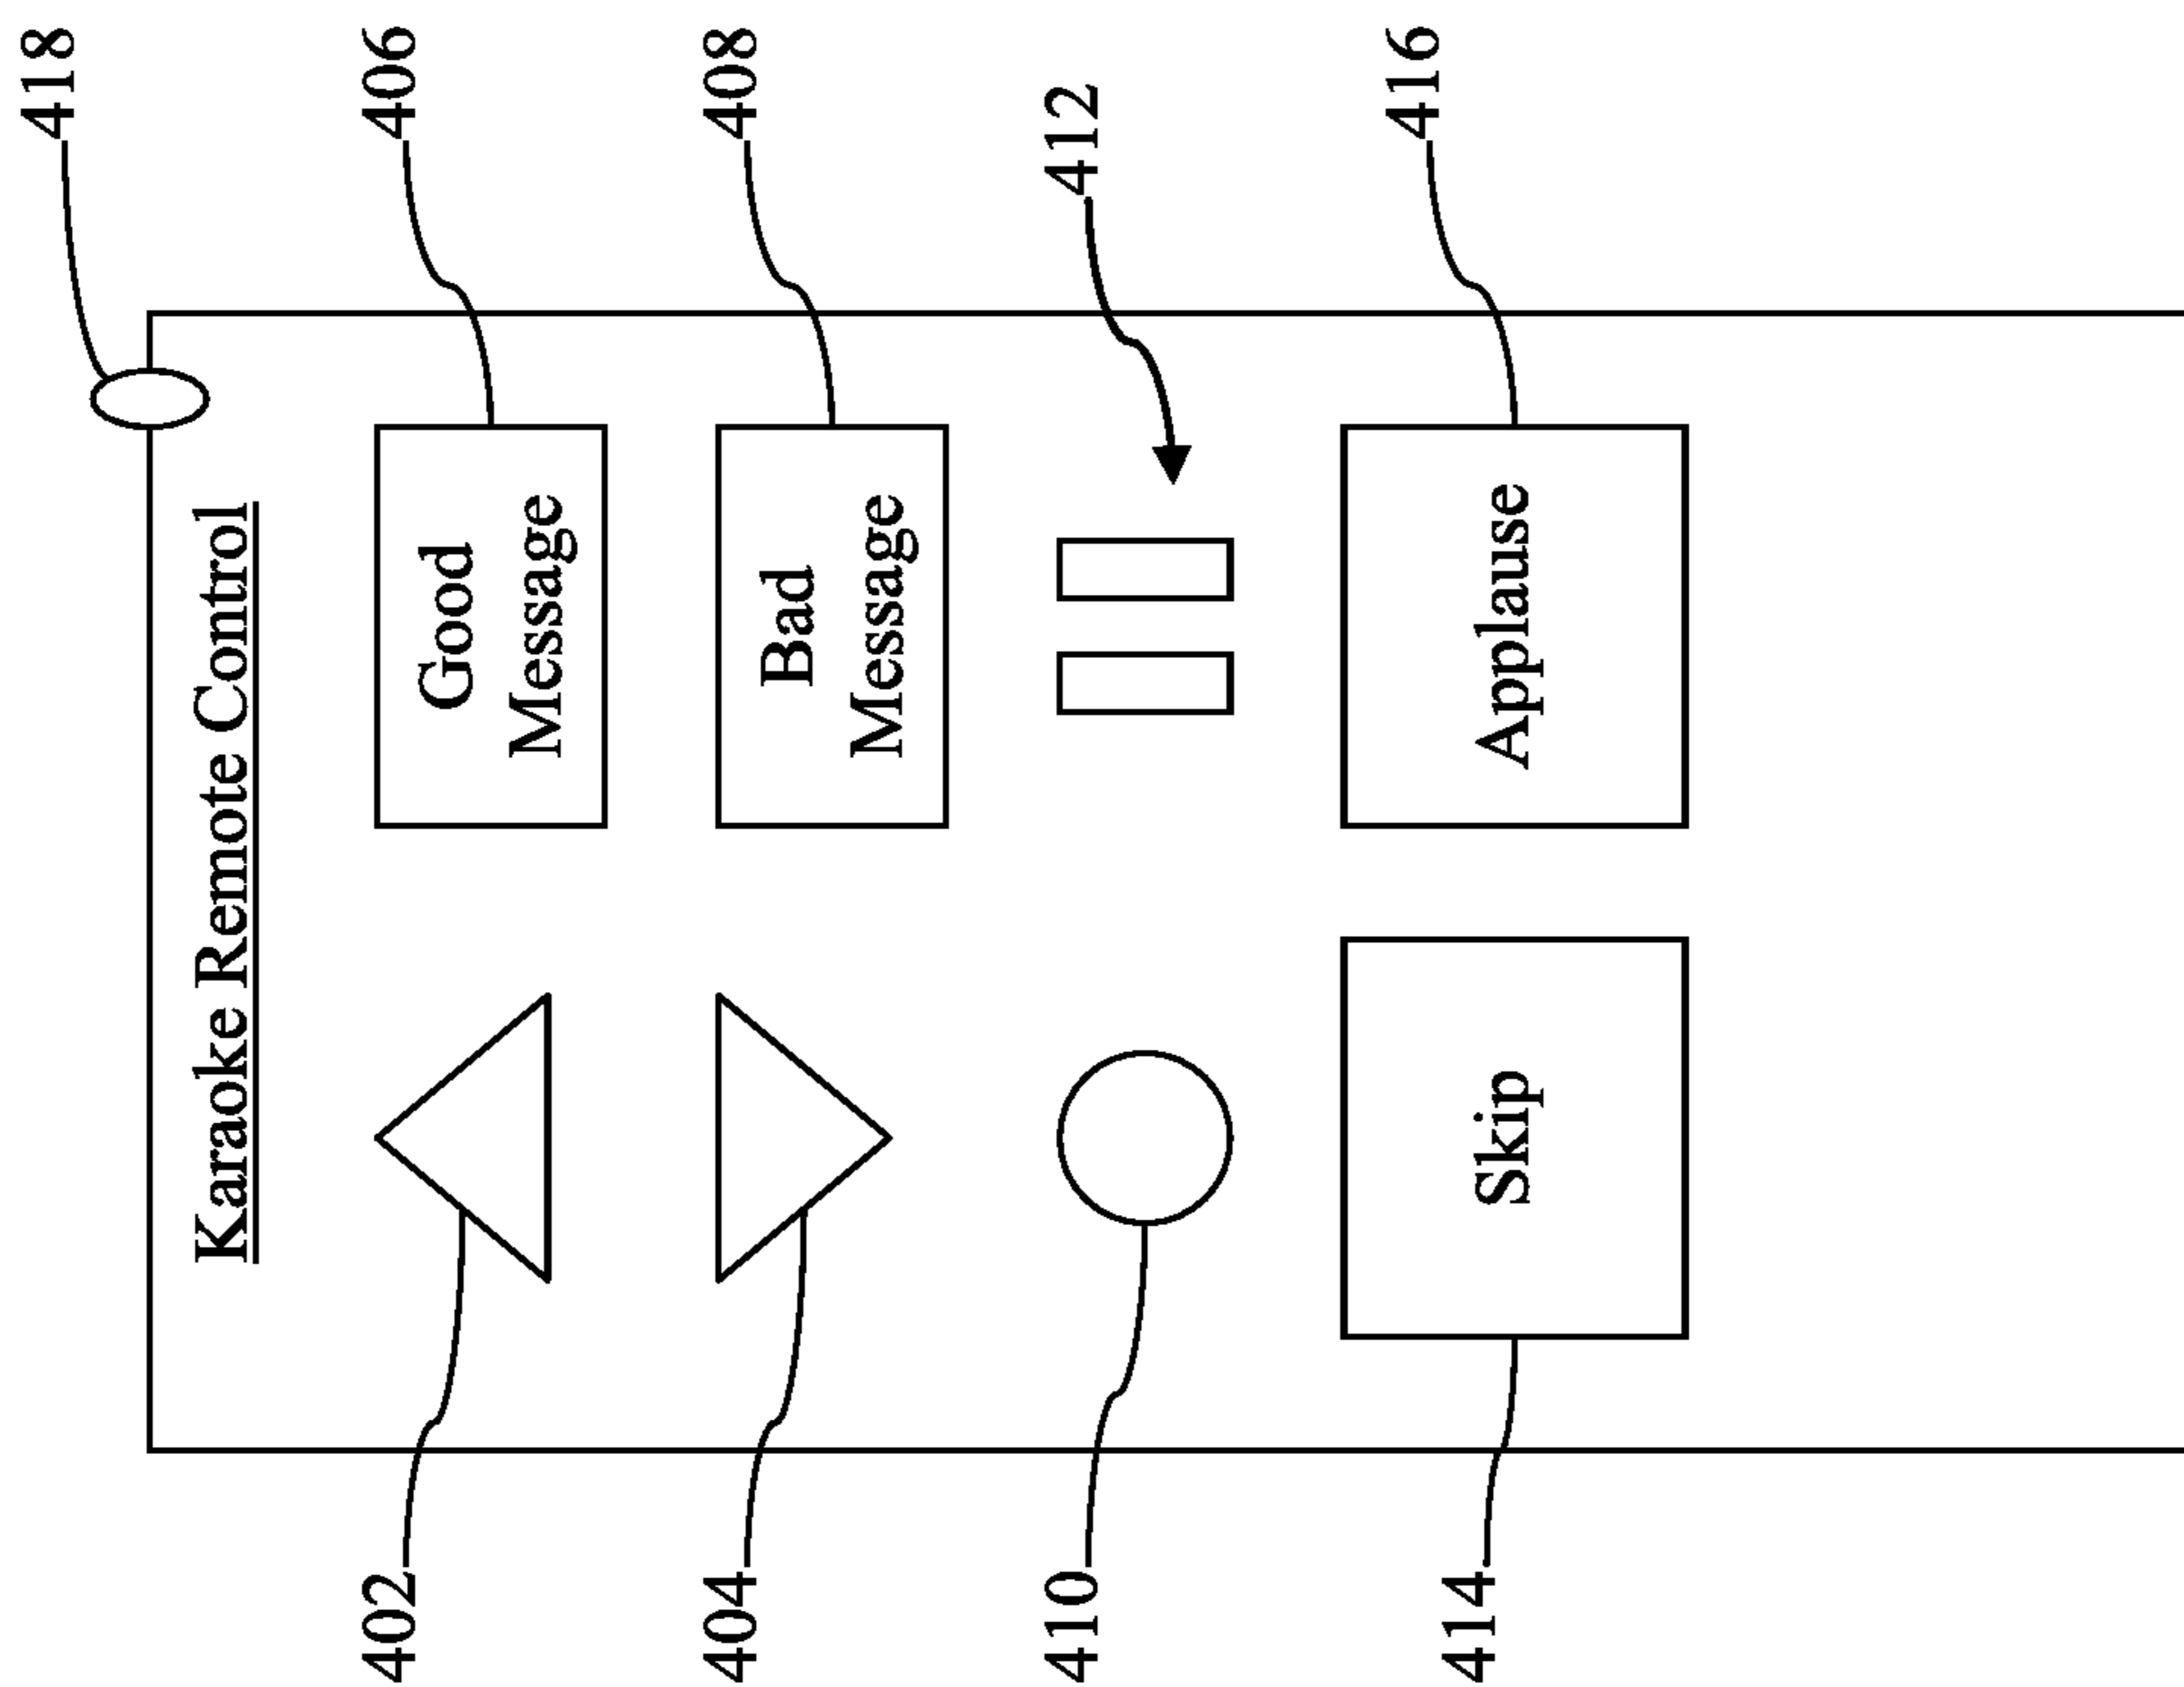 418
Karaoke Remote Control
402
Good
Message
406
404
Bad
Message
408
410
412
414
Skip
Applause
416